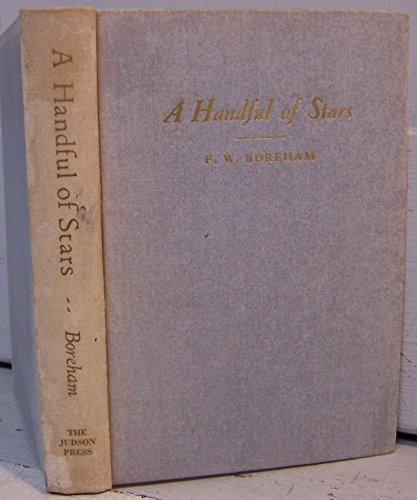 A Handful of Stars
F. W. BOREHAM
A Handful of Stars
Boreham
THE
JUDSON
PRESS